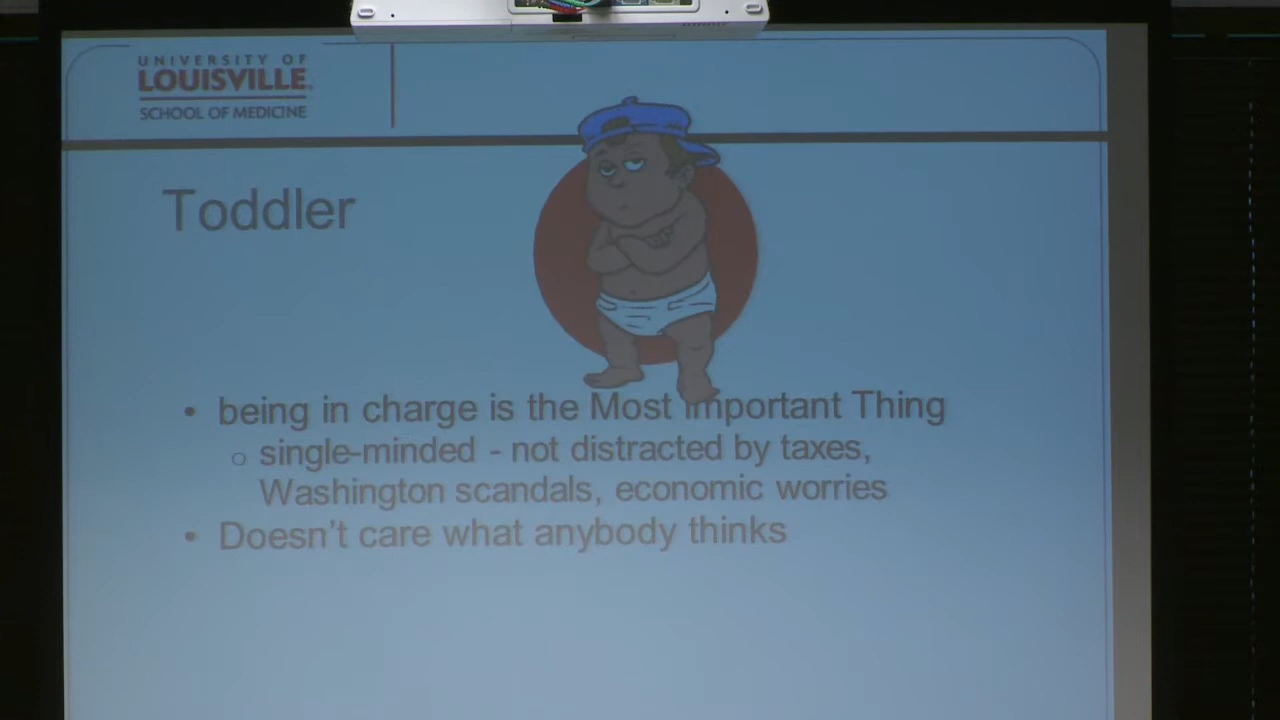 UNIVERSITY OF
LOUISVILLE
SCHOOL OF MEDICINE
Toddler
• being in charge is the Most Important Thing
o single-minded - not distracted by taxes,
Washington scandals, economic worries
• Doesn't care what anybody thinks